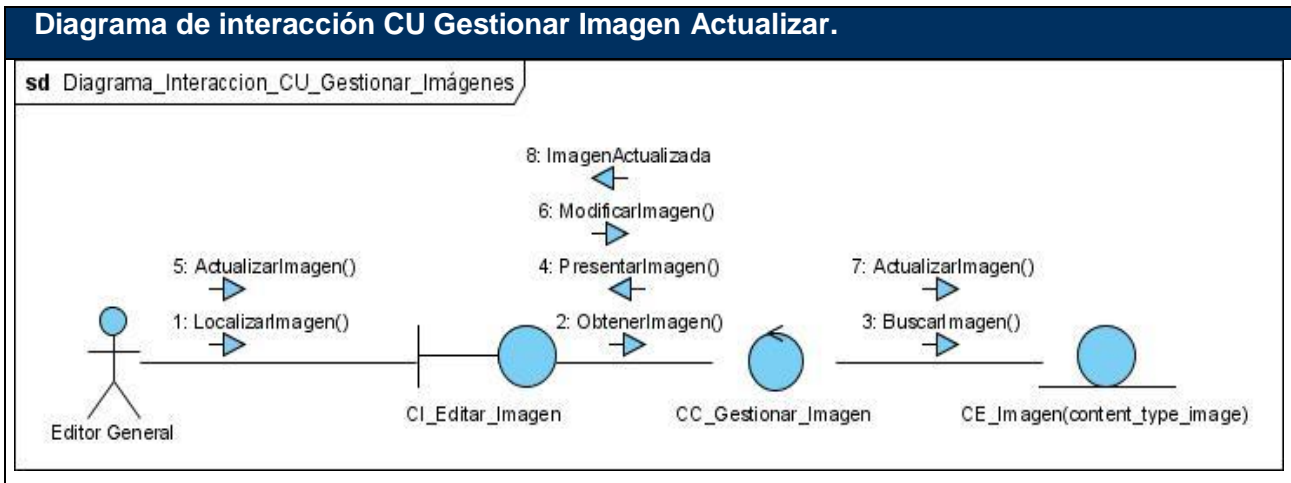 Diagrama de interacción CU Gestionar Imagen Actualizar.
sd Diagrama_Interaccion_CU_Gestionar_Imágenes
8: ImagenActualizada
6: ModificarImagen()
5: ActualizarImagen()
4: PresentarImagen()
7: ActualizarImagen()
1: LocalizarImagen()
2: ObtenerImagen()
3: BuscarImagen()
Editor General
CI_Editar_Imagen
CC_Gestionar_Imagen
CE_Imagen(content_type_image)